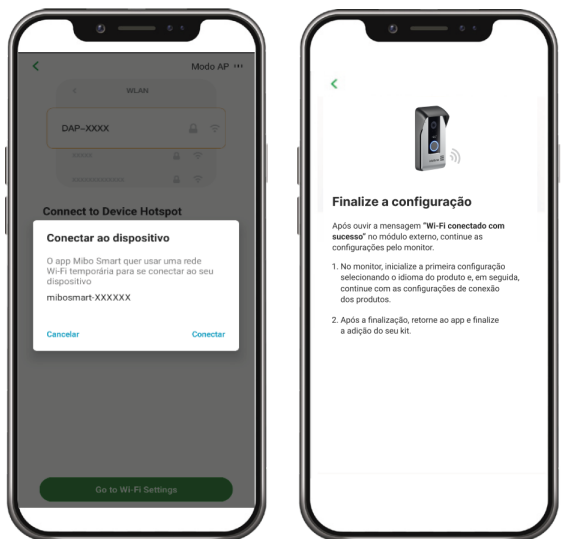 Modo AP
WLAN
DAP-XXXX
Connect to Device Hotspot
Conectar ao dispositivo
O app Mibo Smart quer usar uma rede
Wi-Fi temporária para se conectar ao seu
dispositivo
mibosmart-XXXXXX
Cancelar
Conectar
Go to Wi-Fi Settings
Finalize a configuração
Após ouvir a mensagem "Wi-Fi conectado com
sucesso" no módulo externo, continue as
configurações pelo monitor.
1. No monitor, inicialize a primeira configuração
selecionando o idioma do produto e, em seguida,
continue com as configurações de conexão
dos produtos.
2. Após a finalização, retorne ao app e finalize
a adição do seu kit.